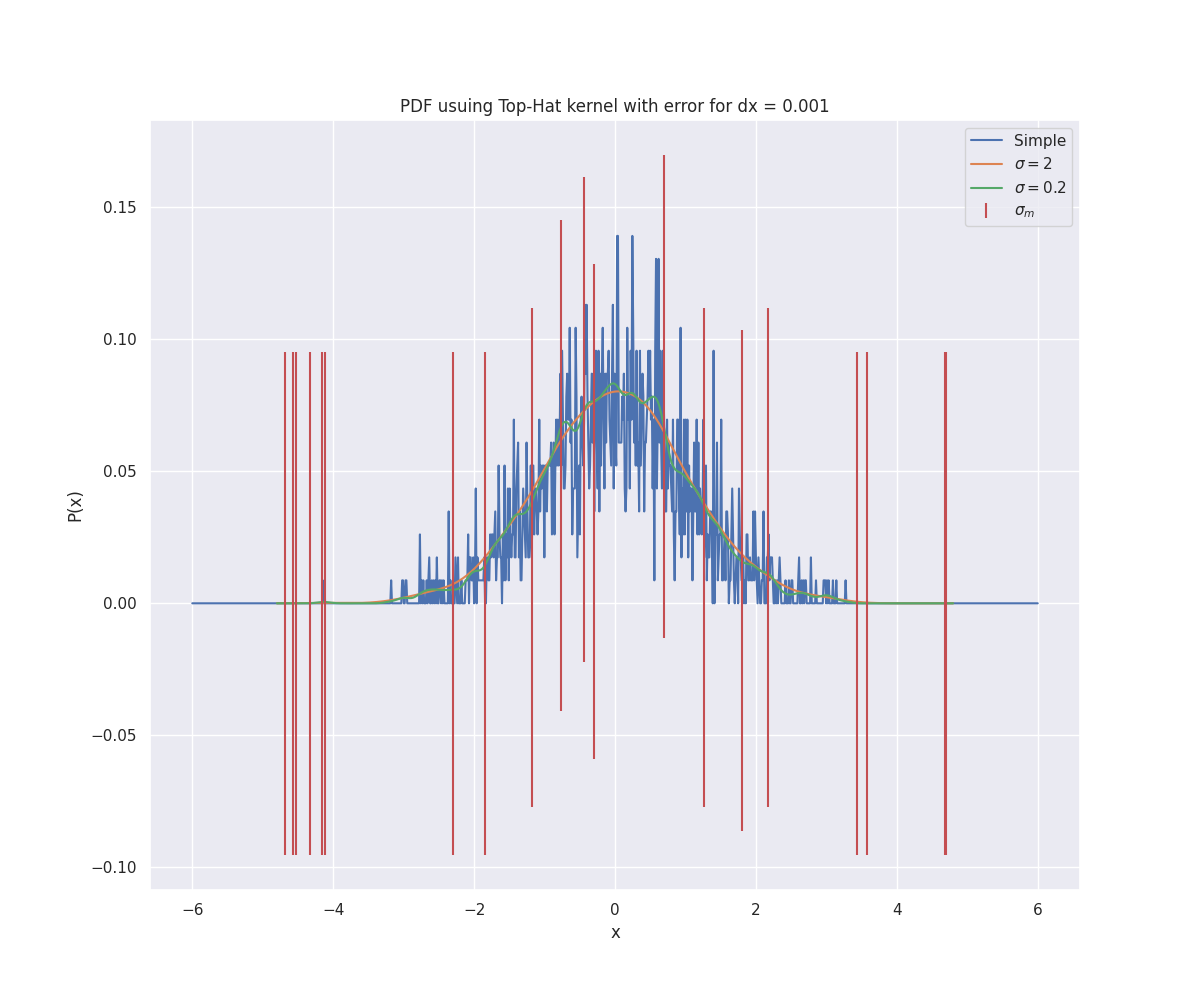 PDF usuing Top-Hat kernel with error for dx = 0.001
Simple
σ = 2
σ = 0.2
σm
0.15
0.10
0.05
0.00
−0.05
−0.10
P(x)
−6 −4 −2 0 2 4 6
x